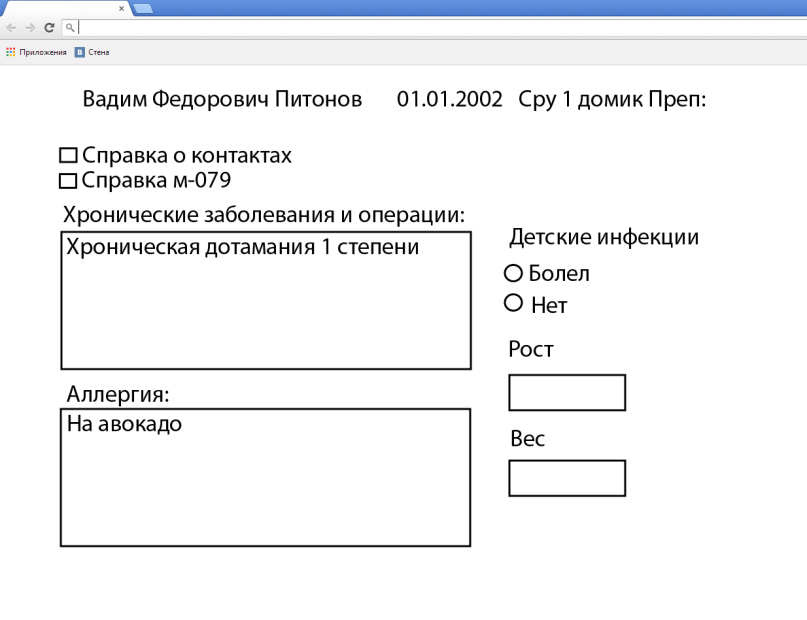 Приложения В Стена
Вадим Федорович Питонов 01.01.2002 Сру 1 домик Преп:
Справка о контактах
Справка м-079
Хронические заболевания и операции:
Хроническая дотамания 1 степени
Аллергия:
На авокадо
Детские инфекции
Болел
Нет
Рост
Вес